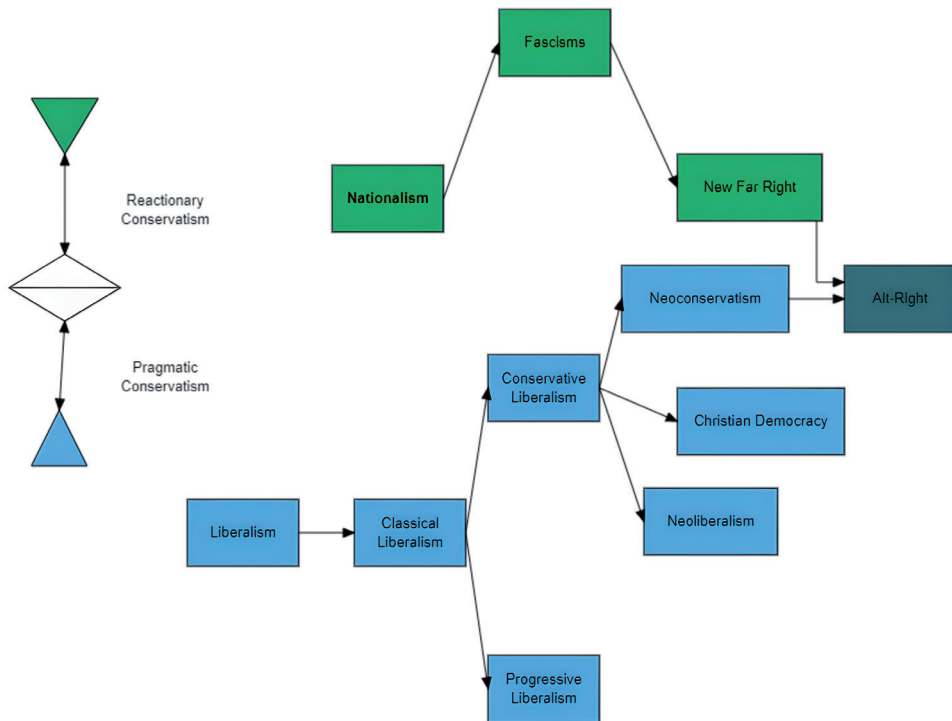 Fascisms
Nationalism
New Far Right
Reactionary
Conservatism
Neoconservatism
Alt-Right
Pragmatic
Conservatism
Conservative
Liberalism
Christian Democracy
Liberalism
Classical
Liberalism
Neoliberalism
Progressive
Liberalism